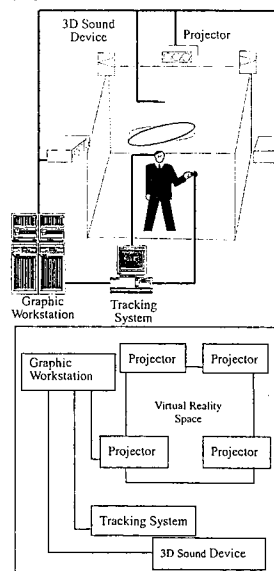 3D Sound
Device
Projector
Graphic
Workstation
Tracking
System
Graphic
Workstation
Projector
Projector
Virtual Reality
Space
Projector
Projector
Tracking System
3D Sound Device